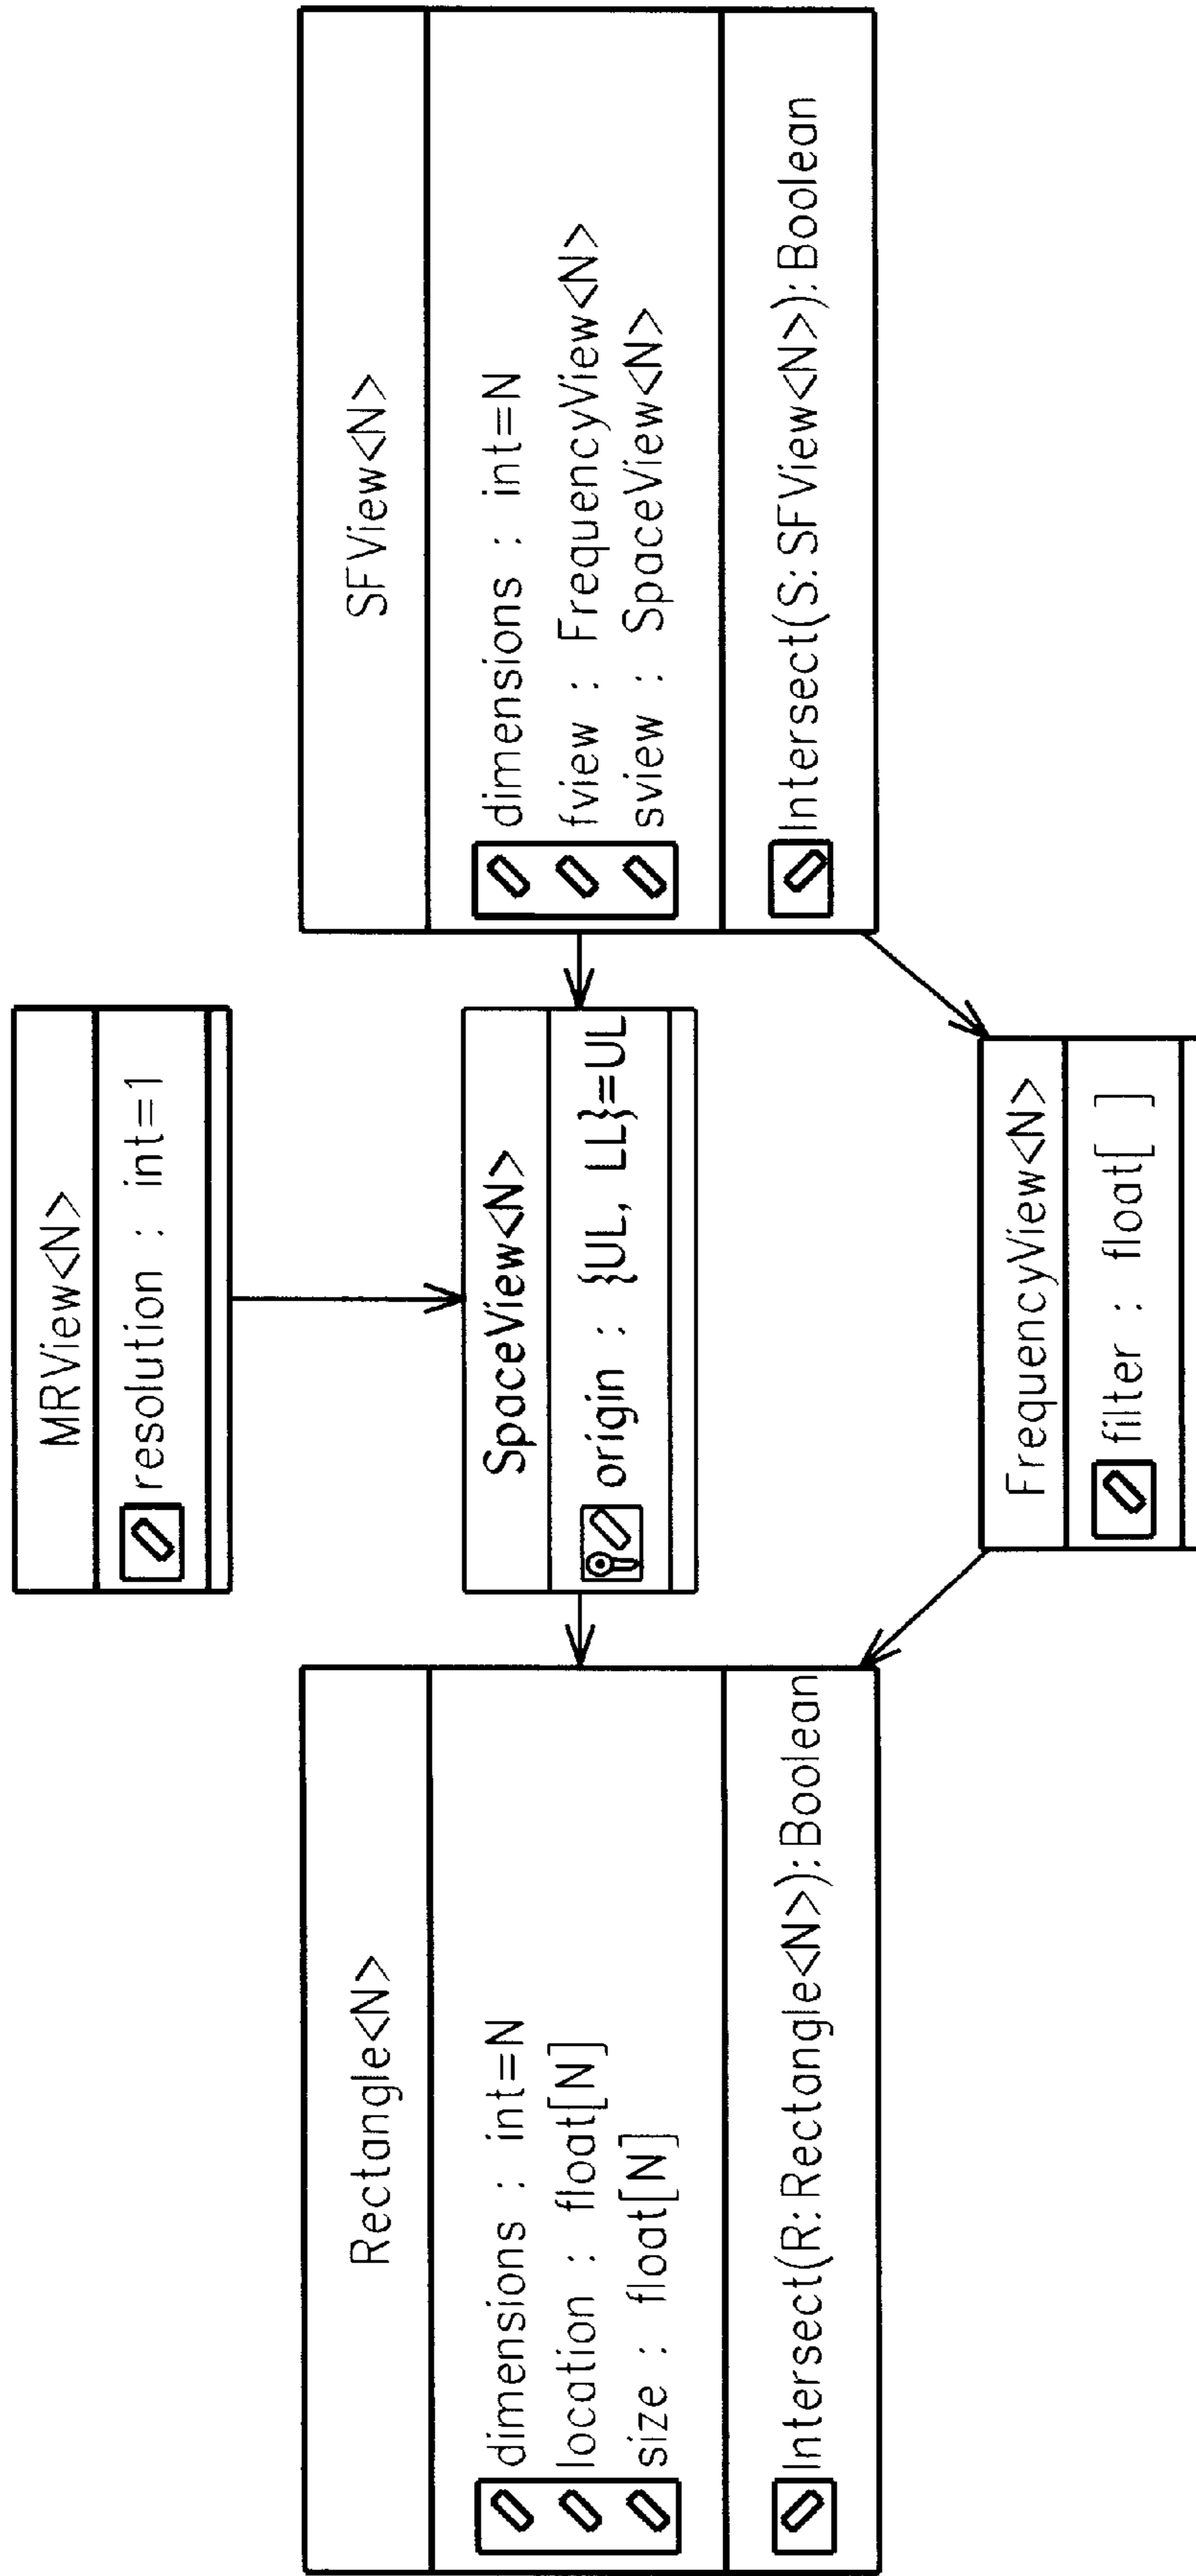 MRView<N>
resolution : int=1
Rectangle<N>
dimensions : int=N
location : float[N]
size : float[N]
Intersect(R: Rectangle<N>): Boolean
SpaceView<N>
origin : {UL, LL}=UL
SFView<N>
dimensions : int=N
fview : FrequencyView<N>
sview : SpaceView<N>
Intersect(S: SFView<N>): Boolean
FrequencyView<N>
filter : float[ ]